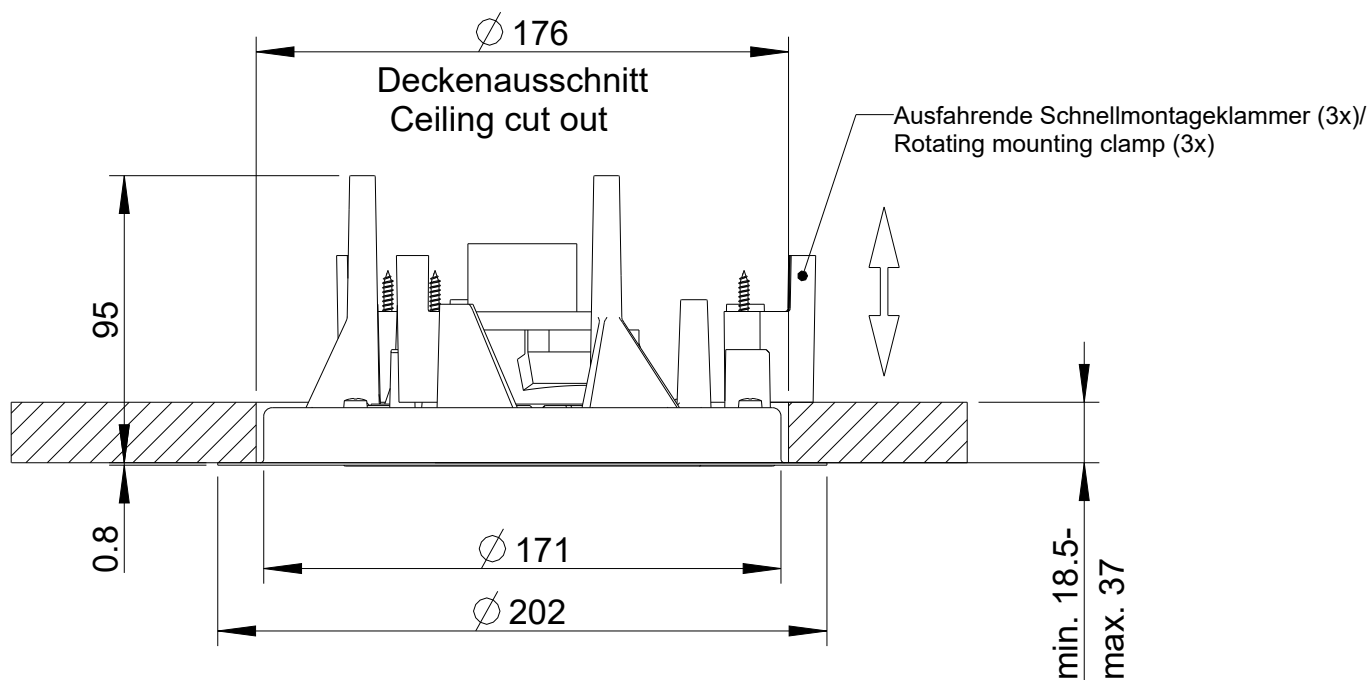 ⌀ 176
Deckenausschnitt
Ceiling cut out
Ausfahrende Schnellmontageklammer (3x)/
Rotating mounting clamp (3x)
95
0.8
⌀ 171
⌀ 202
min. 18.5-
max. 37